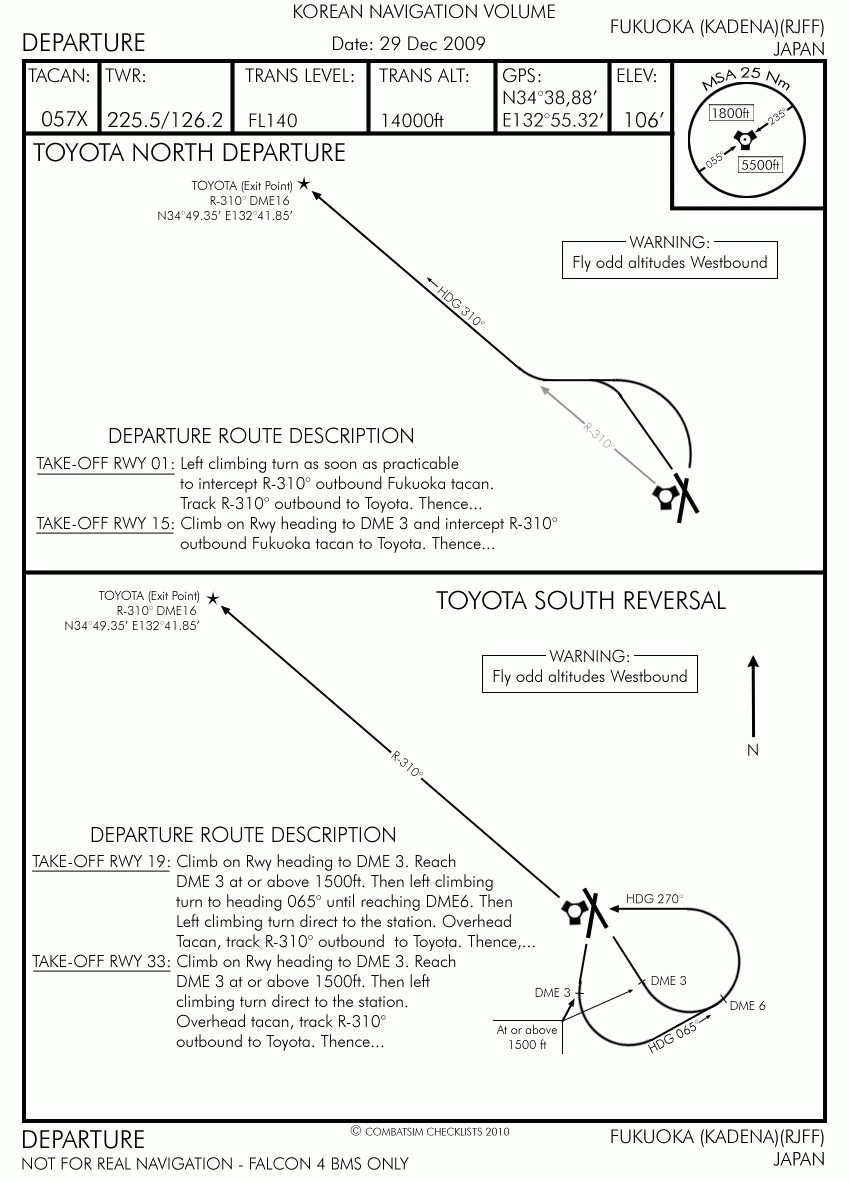 KOREAN NAVIGATION VOLUME
DEPARTURE
Date: 29 Dec 2009
FUKUOKA (KADENA)(RJFF)
JAPAN
TACAN:
057X
TWR:
225.5/126.2
TRANS LEVEL:
FL140
TRANS ALT:
14000ft
GPS:
N34°38,88'
E132°55.32'
ELEV:
106'
MSA 25 Nm
1800ft
235°
055°
5500ft
TOYOTA NORTH DEPARTURE
TOYOTA (Exit Point)
R-310° DME16
N34°49.35' E132°41.85'
WARNING:
Fly odd altitudes Westbound
HDG 310°
R-310°
DEPARTURE ROUTE DESCRIPTION
TAKE-OFF RWY 01: Left climbing turn as soon as practicable
to intercept R-310° outbound Fukuoka tacan.
Track R-310° outbound to Toyota. Thence...
TAKE-OFF RWY 15: Climb on Rwy heading to DME 3 and intercept R-310°
outbound Fukuoka tacan to Toyota. Thence...
TOYOTA (Exit Point)
R-310° DME16
N34°49.35' E132°41.85'
TOYOTA SOUTH REVERSAL
WARNING:
Fly odd altitudes Westbound
N
R-310°
DEPARTURE ROUTE DESCRIPTION
TAKE-OFF RWY 19: Climb on Rwy heading to DME 3. Reach
DME 3 at or above 1500ft. Then left climbing
turn to heading 065° until reaching DME6. Then
Left climbing turn direct to the station. Overhead
Tacan, track R-310° outbound to Toyota. Thence,...
TAKE-OFF RWY 33: Climb on Rwy heading to DME 3. Reach
DME 3 at or above 1500ft. Then left
climbing turn direct to the station.
Overhead tacan, track R-310°
outbound to Toyota. Thence...
HDG 270°
DME 3
DME 3
DME 6
At or above
1500 ft
HDG 065°
DEPARTURE
© COMBATSIM CHECKLISTS 2010
FUKUOKA (KADENA)(RJFF)
JAPAN
NOT FOR REAL NAVIGATION - FALCON 4 BMS ONLY